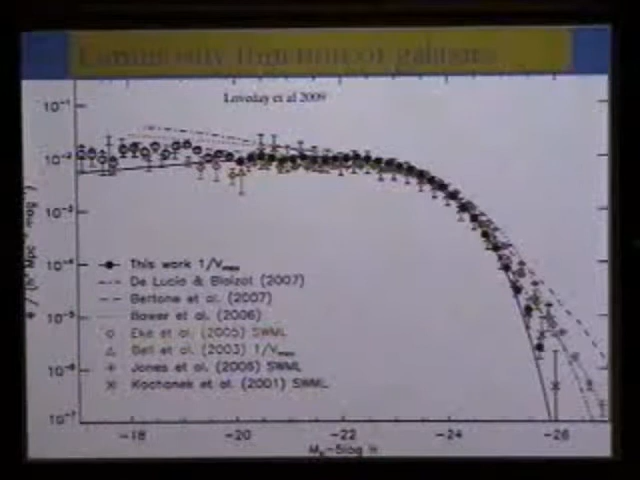 Luminosity function of galaxies
Loveday et al 2009
10⁻¹
10⁻²
10⁻³
10⁻⁴
10⁻⁵
10⁻⁶
10⁻⁷
This work 1/Vmax
De Lucia & Blaizot (2007)
Bertone et al. (2007)
Bower et al. (2006)
Eke et al. (2005) SWML
Bell et al. (2003) 1/Vmax
Jones et al. (2006) SWML
Kochanek et al. (2001) SWML
-18 -20 -22 -24 -26